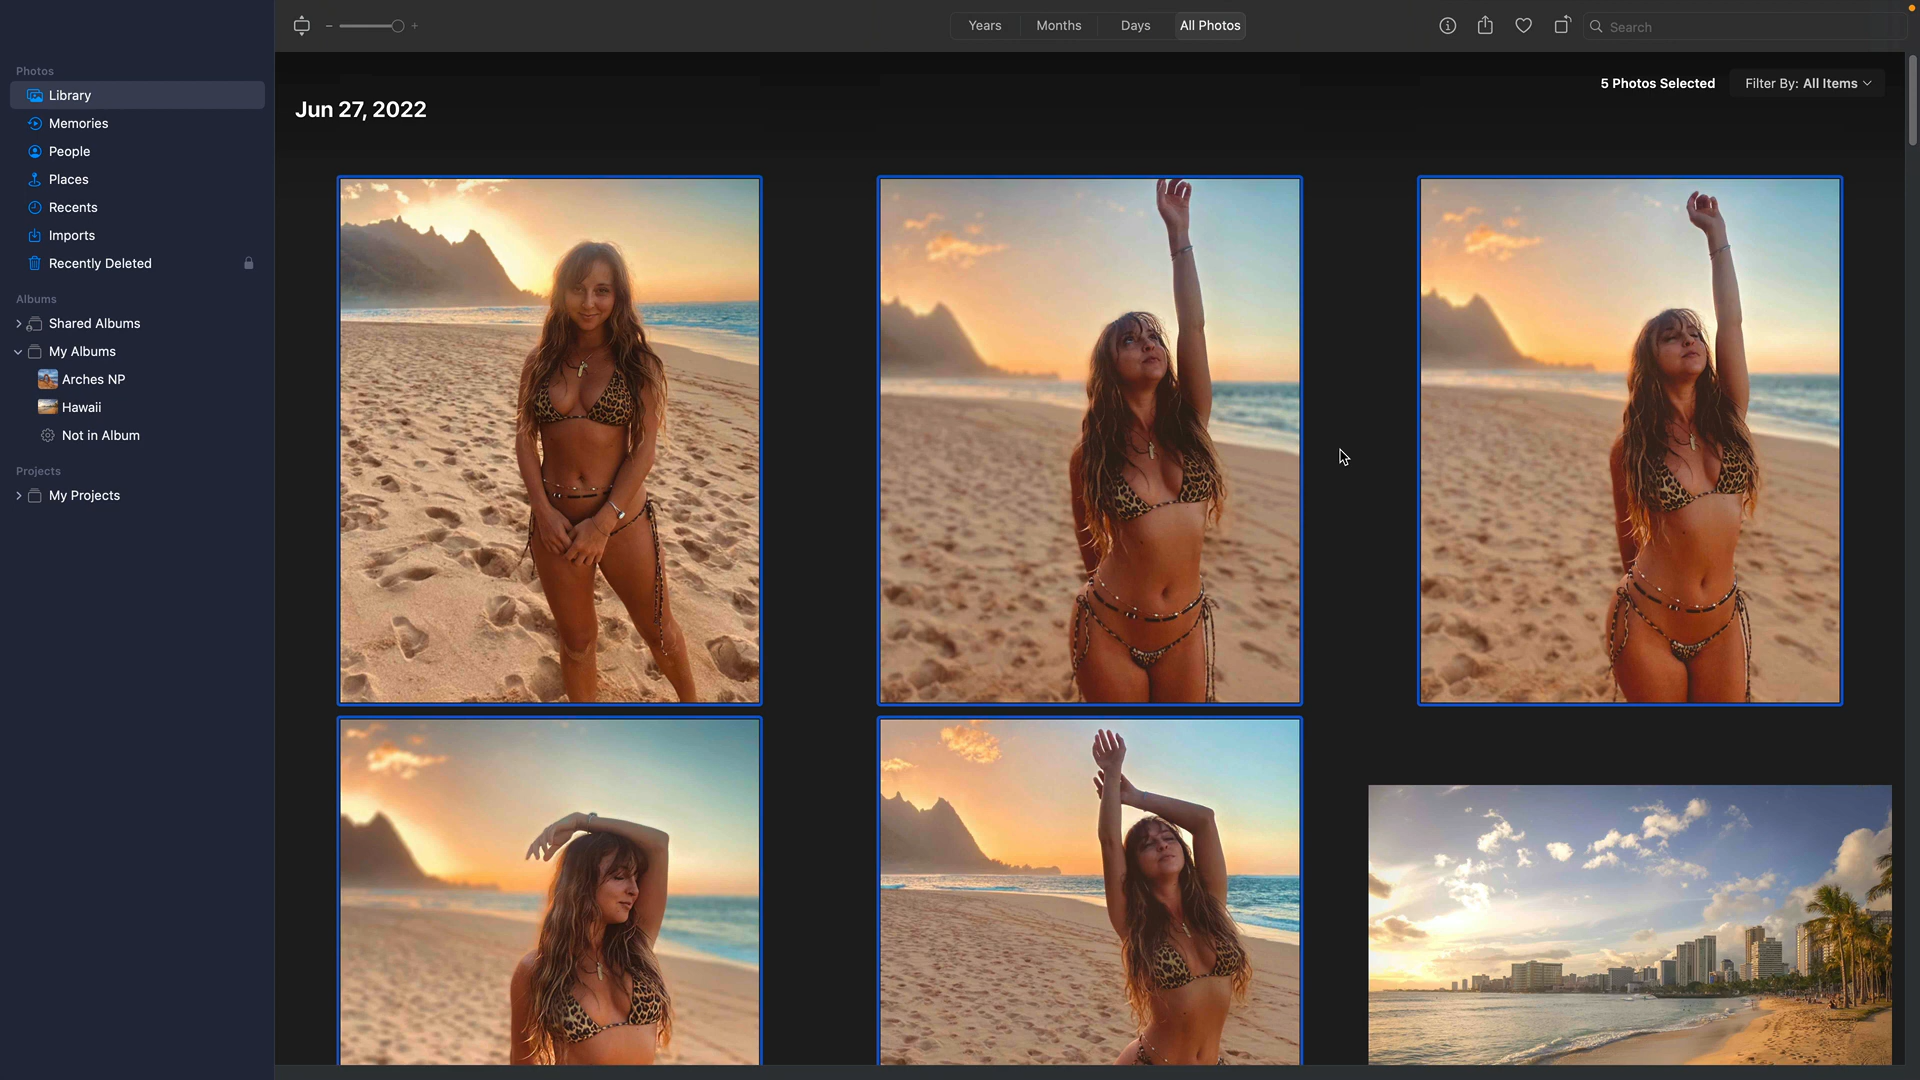 Years Months Days All Photos
Search
Photos
Library
Memories
People
Places
Recents
Imports
Recently Deleted
Albums
Shared Albums
My Albums
Arches NP
Hawaii
Not in Album
Projects
My Projects
Jun 27, 2022
5 Photos Selected
Filter By: All Items